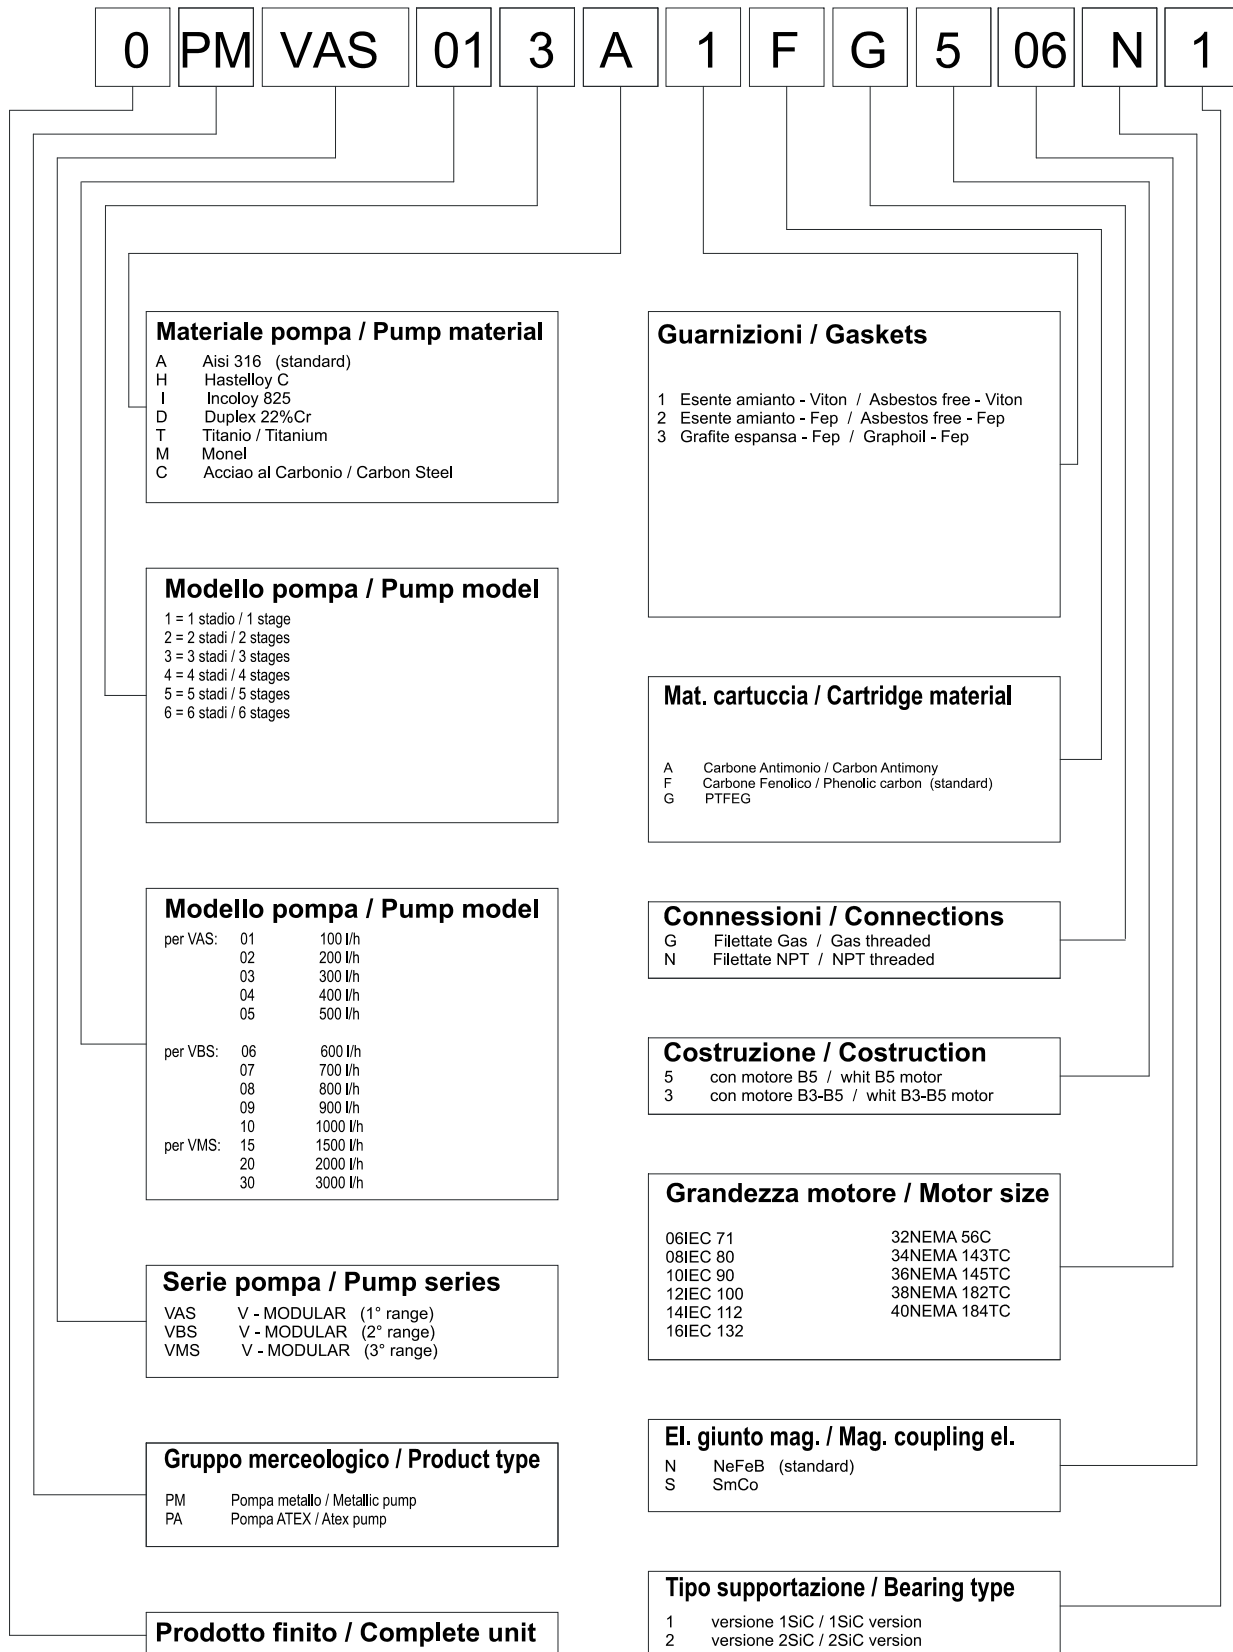 0 PM VAS 01 3 A 1 F G 5 06 N 1
Materiale pompa / Pump material
A Aisi 316 (standard)
H Hastelloy C
I Incoloy 825
D Duplex 22%Cr
T Titanio / Titanium
M Monel
C Acciao al Carbonio / Carbon Steel
Modello pompa / Pump model
1 = 1 stadio / 1 stage
2 = 2 stadi / 2 stages
3 = 3 stadi / 3 stages
4 = 4 stadi / 4 stages
5 = 5 stadi / 5 stages
6 = 6 stadi / 6 stages
Modello pompa / Pump model
per VAS: 01 100 l/h
02 200 l/h
03 300 l/h
04 400 l/h
05 500 l/h
per VBS: 06 600 l/h
07 700 l/h
08 800 l/h
09 900 l/h
10 1000 l/h
per VMS: 15 1500 l/h
20 2000 l/h
30 3000 l/h
Serie pompa / Pump series
VAS V - MODULAR (1° range)
VBS V - MODULAR (2° range)
VMS V - MODULAR (3° range)
Gruppo merceologico / Product type
PM Pompa metallo / Metallic pump
PA Pompa ATEX / Atex pump
Prodotto finito / Complete unit
Guarnizioni / Gaskets
1 Esente amianto - Viton / Asbestos free - Viton
2 Esente amianto - Fep / Asbestos free - Fep
3 Grafite espansa - Fep / Graphoil - Fep
Mat. cartuccia / Cartridge material
A Carbone Antimonio / Carbon Antimony
F Carbone Fenolico / Phenolic carbon (standard)
G PTFEG
Connessioni / Connections
G Filettate Gas / Gas threaded
N Filettate NPT / NPT threaded
Costruzione / Costruction
5 con motore B5 / whit B5 motor
3 con motore B3-B5 / whit B3-B5 motor
Grandezza motore / Motor size
06IEC 71 32NEMA 56C
08IEC 80 34NEMA 143TC
10IEC 90 36NEMA 145TC
12IEC 100 38NEMA 182TC
14IEC 112 40NEMA 184TC
16IEC 132
El. giunto mag. / Mag. coupling el.
N NeFeB (standard)
S SmCo
Tipo supportazione / Bearing type
1 versione 1SiC / 1SiC version
2 versione 2SiC / 2SiC version